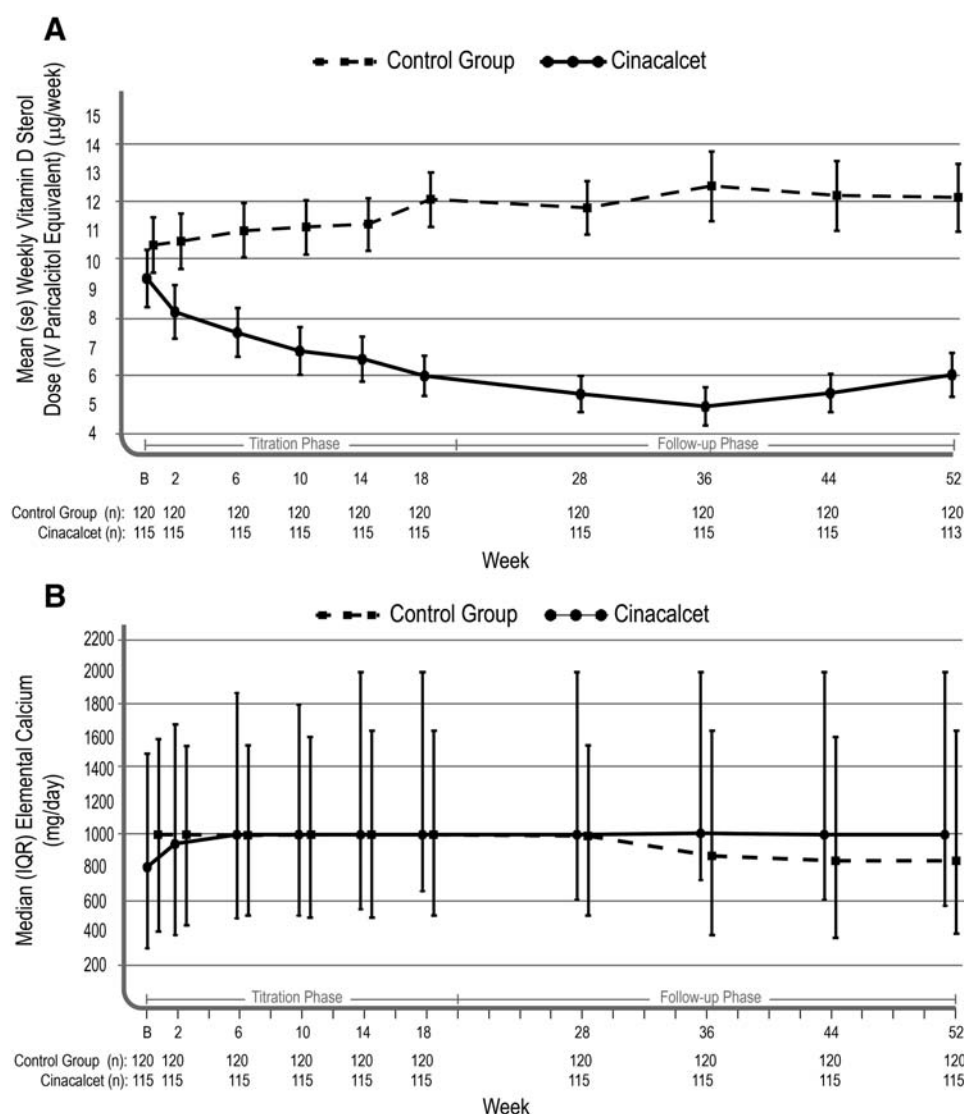 A
Control Group Cinacalcet
Mean (se) Weekly Vitamin D Sterol
Dose (IV Paricalcitol Equivalent) (µg/week)
15
14
13
12
11
10
9
8
7
6
5
4
Titration Phase Follow-up Phase
B 2 6 10 14 18 28 36 44 52
Control Group (n): 120 120 120 120 120 120 120 120 120 120
Cinacalcet (n): 115 115 115 115 115 115 115 115 115 113
Week
B
Control Group Cinacalcet
Median (IQR) Elemental Calcium
(mg/day)
2200
2000
1800
1600
1400
1200
1000
800
600
400
200
Titration Phase Follow-up Phase
B 2 6 10 14 18 28 36 44 52
Control Group (n): 120 120 120 120 120 120 120 120 120 120
Cinacalcet (n): 115 115 115 115 115 115 115 115 115 115
Week